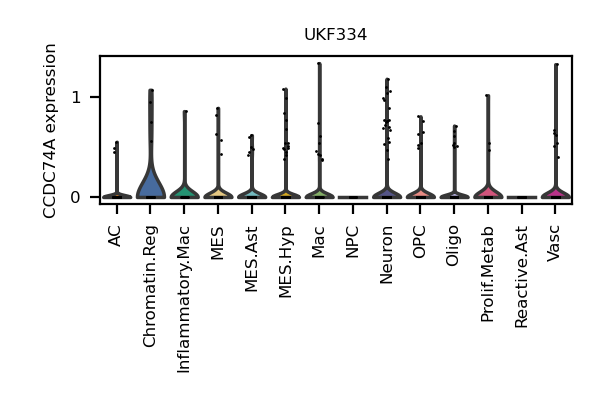 UKF334
CCDC74A expression
1
0
AC
Chromatin.Reg
Inflammatory.Mac
MES
MES.Ast
MES.Hyp
Mac
NPC
Neuron
OPC
Oligo
Prolif.Metab
Reactive.Ast
Vasc